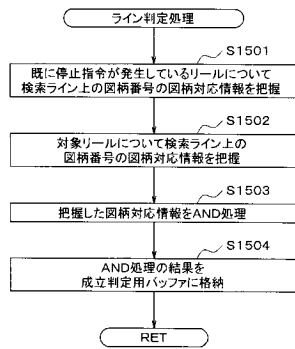 ライン判定処理
S1501
既に停止指令が発生しているリールについて
検索ライン上の図柄番号の図柄対応情報を把握
S1502
対象リールについて検索ライン上の
図柄番号の図柄対応情報を把握
S1503
把握した図柄対応情報をAND処理
S1504
AND処理の結果を
成立判定用バッファに格納
RET